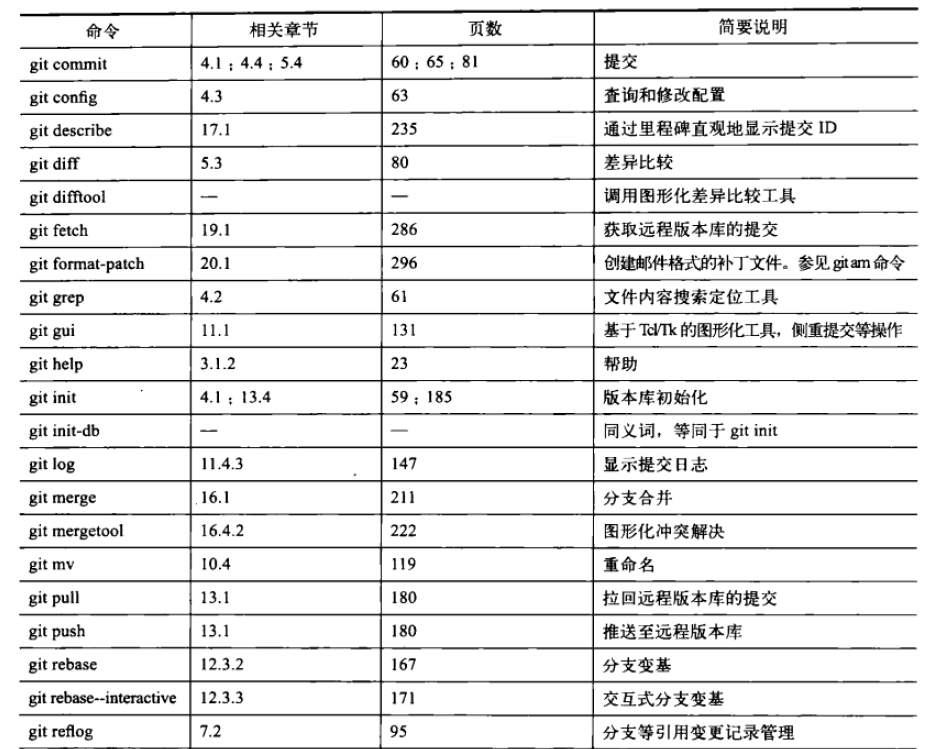 命令 相关章节 页数 简要说明
git commit 4.1；4.4；5.4 60；65；81 提交
git config 4.3 63 查询和修改配置
git describe 17.1 235 通过里程碑直观地显示提交 ID
git diff 5.3 80 差异比较
git difftool — — 调用图形化差异比较工具
git fetch 19.1 286 获取远程版本库的提交
git format-patch 20.1 296 创建邮件格式的补丁文件。参见 git am 命令
git grep 4.2 61 文件内容搜索定位工具
git gui 11.1 131 基于 Tcl/Tk 的图形化工具，侧重提交等操作
git help 3.1.2 23 帮助
git init 4.1；13.4 59；185 版本库初始化
git init-db — — 同义词，等同于 git init
git log 11.4.3 147 显示提交日志
git merge 16.1 211 分支合并
git mergetool 16.4.2 222 图形化冲突解决
git mv 10.4 119 重命名
git pull 13.1 180 拉回远程版本库的提交
git push 13.1 180 推送至远程版本库
git rebase 12.3.2 167 分支变基
git rebase--interactive 12.3.3 171 交互式分支变基
git reflog 7.2 95 分支等引用变更记录管理